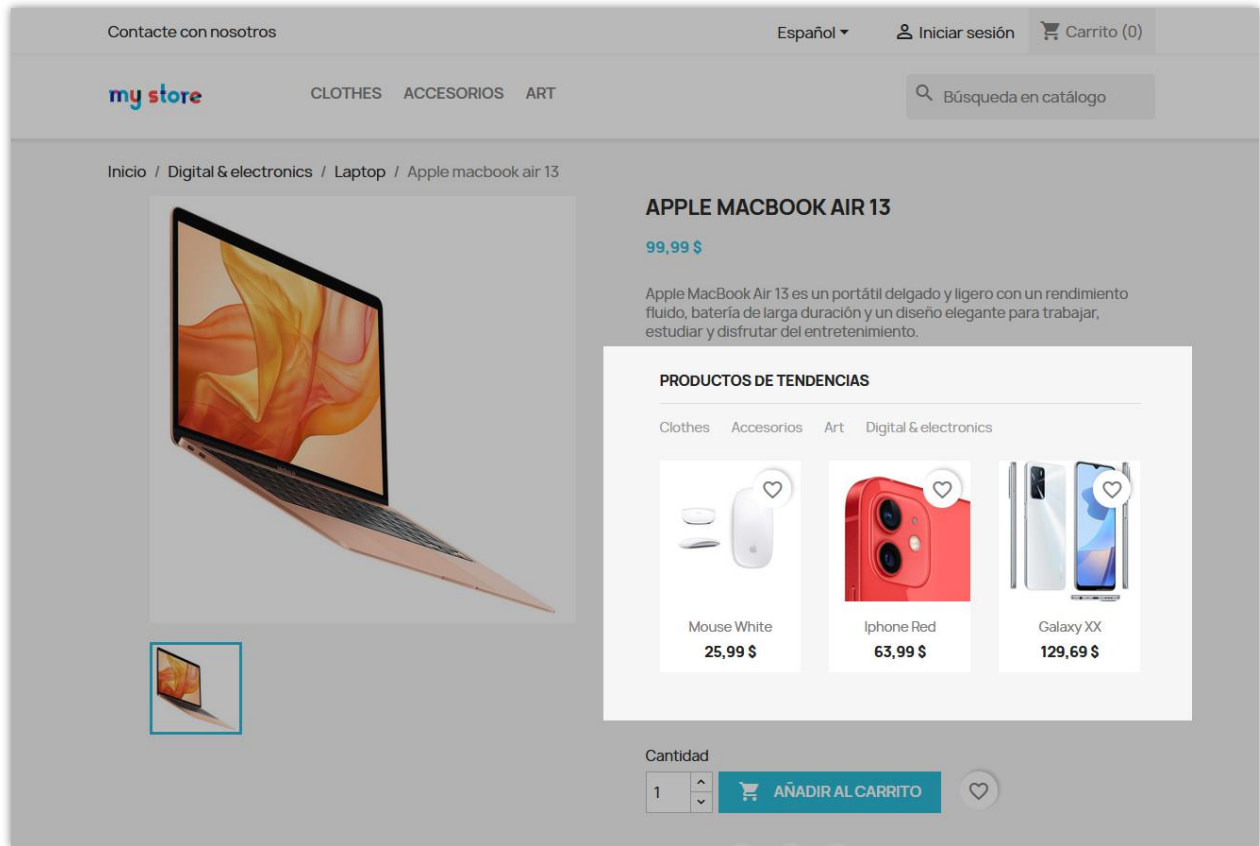 Contacte con nosotros
Español
Iniciar sesión
Carrito (0)
my store
CLOTHES ACCESORIOS ART
Búsqueda en catálogo
Inicio / Digital & electronics / Laptop / Apple macbook air 13
APPLE MACBOOK AIR 13
99,99 $
Apple MacBook Air 13 es un portátil delgado y ligero con un rendimiento
fluido, batería de larga duración y un diseño elegante para trabajar,
estudiar y disfrutar del entretenimiento.
PRODUCTOS DE TENDENCIAS
Clothes Accesorios Art Digital & electronics
Mouse White
25,99 $
Iphone Red
63,99 $
Galaxy XX
129,69 $
Cantidad
1
AÑADIR AL CARRITO